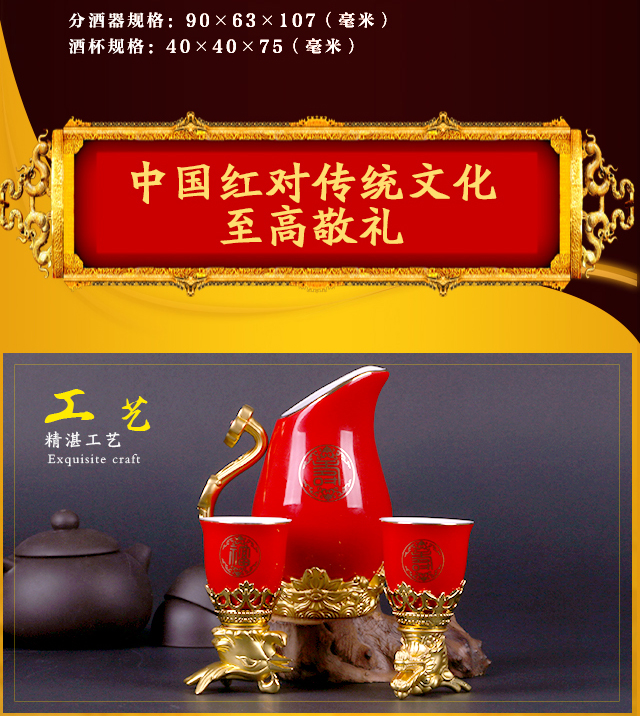 分酒器规格：90×63×107（毫米）
酒杯规格：40×40×75（毫米）
中国红对传统文化
至高敬礼
工艺
精湛工艺
Exquisite craft